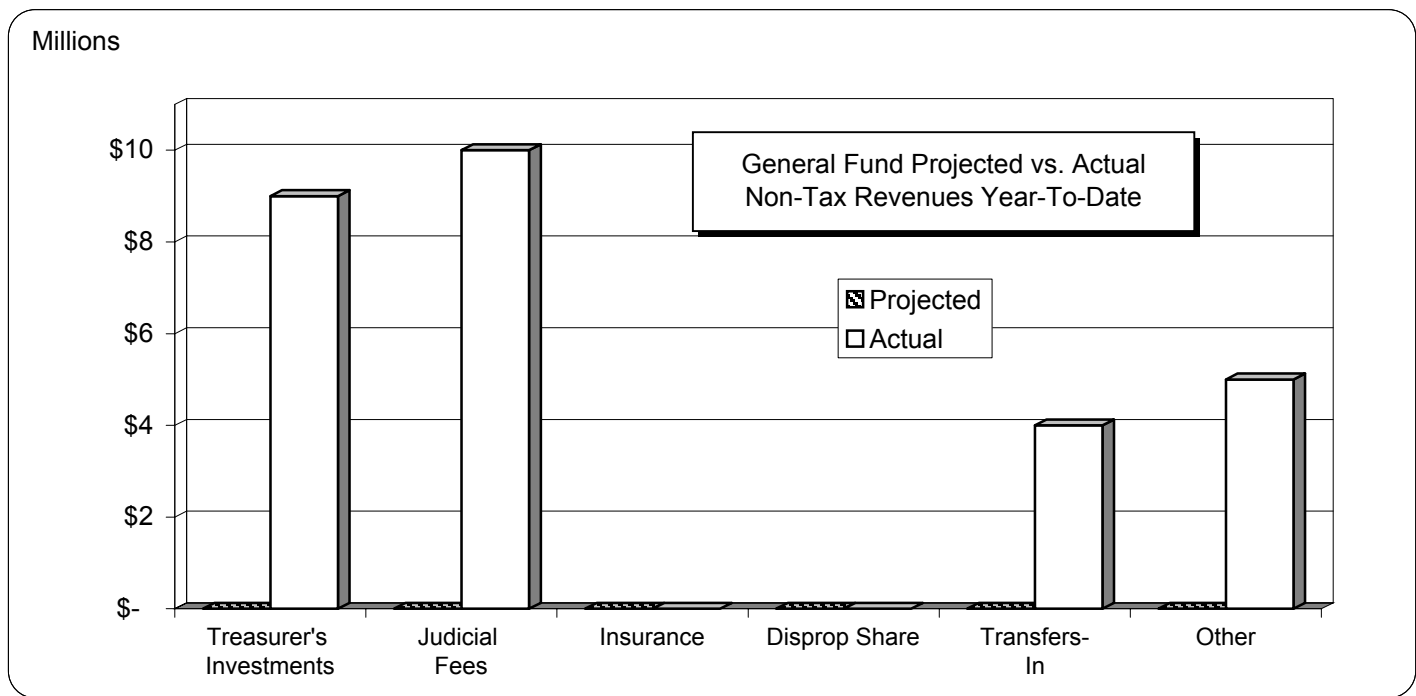 Millions
General Fund Projected vs. Actual
Non-Tax Revenues Year-To-Date
Projected
Actual
$10
$8
$6
$4
$2
$-
Treasurer's
Investments
Judicial
Fees
Insurance
Disprop Share
Transfers-
In
Other